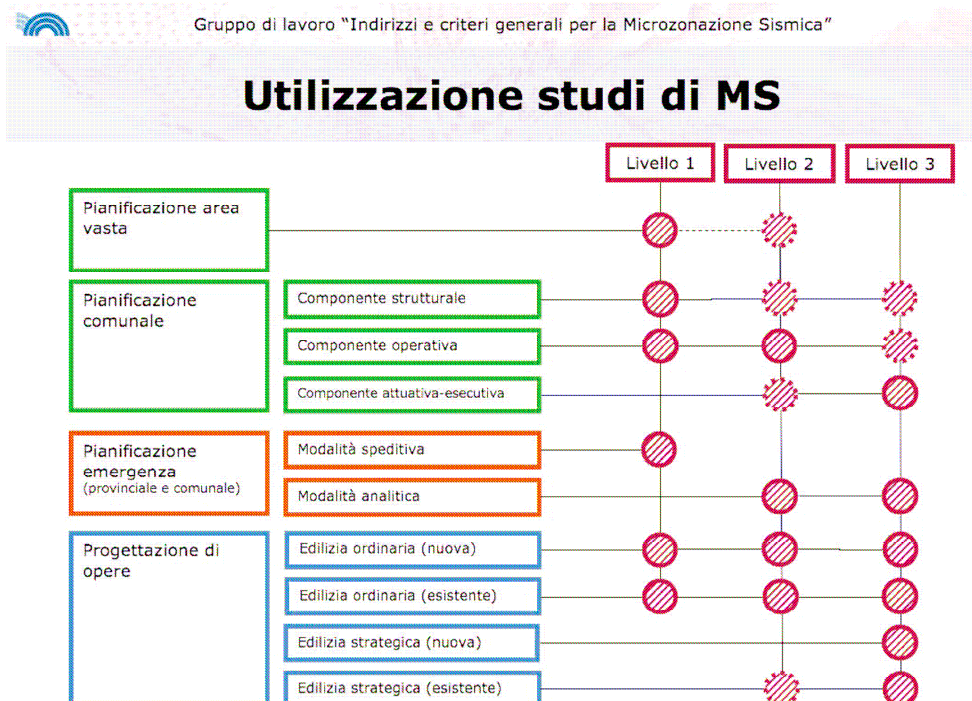 Gruppo di lavoro “Indirizzi e criteri generali per la Microzonazione Sismica”
Utilizzazione studi di MS
Livello 1
Livello 2
Livello 3
Pianificazione area
vasta
Pianificazione
comunale
Componente strutturale
Componente operativa
Componente attuativa-esecutiva
Pianificazione
emergenza
(provinciale e comunale)
Modalità speditiva
Modalità analitica
Progettazione di
opere
Edilizia ordinaria (nuova)
Edilizia ordinaria (esistente)
Edilizia strategica (nuova)
Edilizia strategica (esistente)